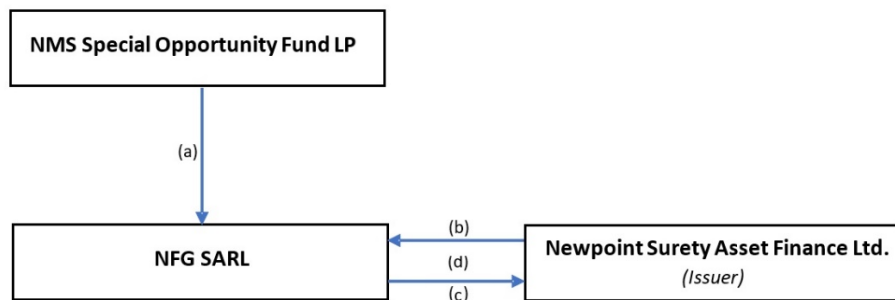 NMS Special Opportunity Fund LP
(a)
(b)
NFG SARL
(d)
(c)
Newpoint Surety Asset Finance Ltd.
(Issuer)